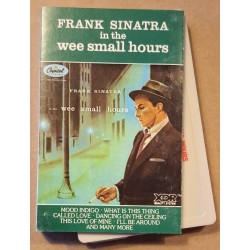 FRANK SINATRA
in the
wee small hours
Capitol
FRANK SINATRA
wee small hours
XDR
MOOD INDIGO · WHAT IS THIS THING
CALLED LOVE · DANCING ON THE CEILING
THIS LOVE OF MINE · I'LL BE AROUND
AND MANY MORE